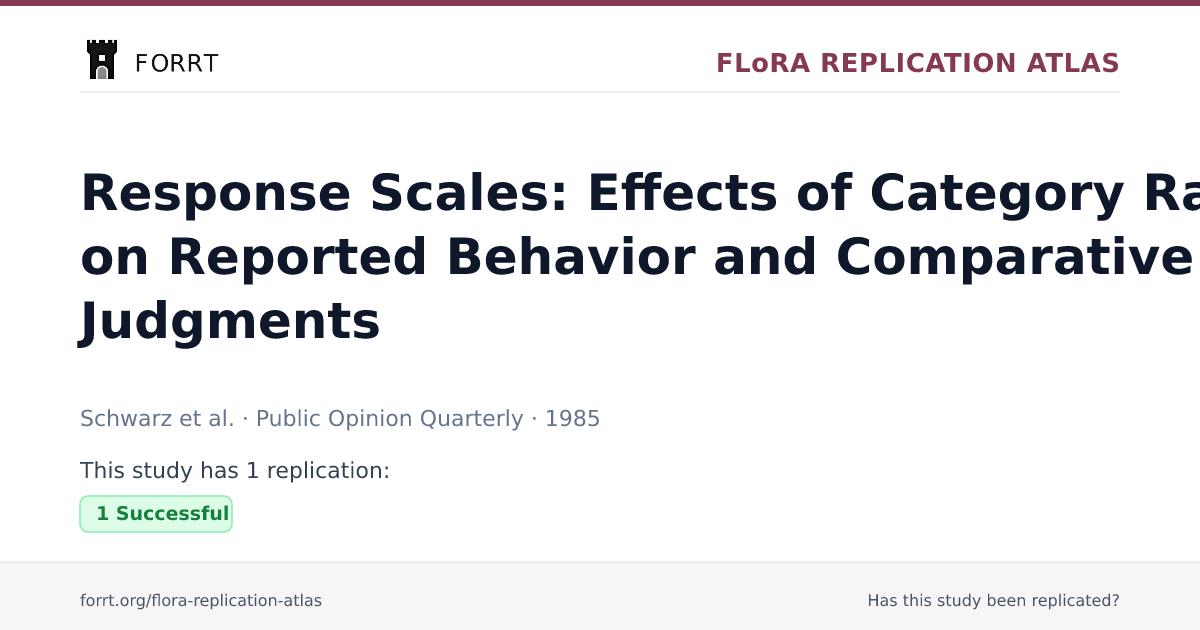 FORRT
FLoRA REPLICATION ATLAS
Response Scales: Effects of Category
on Reported Behavior and Comparative
Judgments
Schwarz et al. · Public Opinion Quarterly · 1985
This study has 1 replication:
1 Successful
forrt.org/flora-replication-atlas
Has this study been replicated?